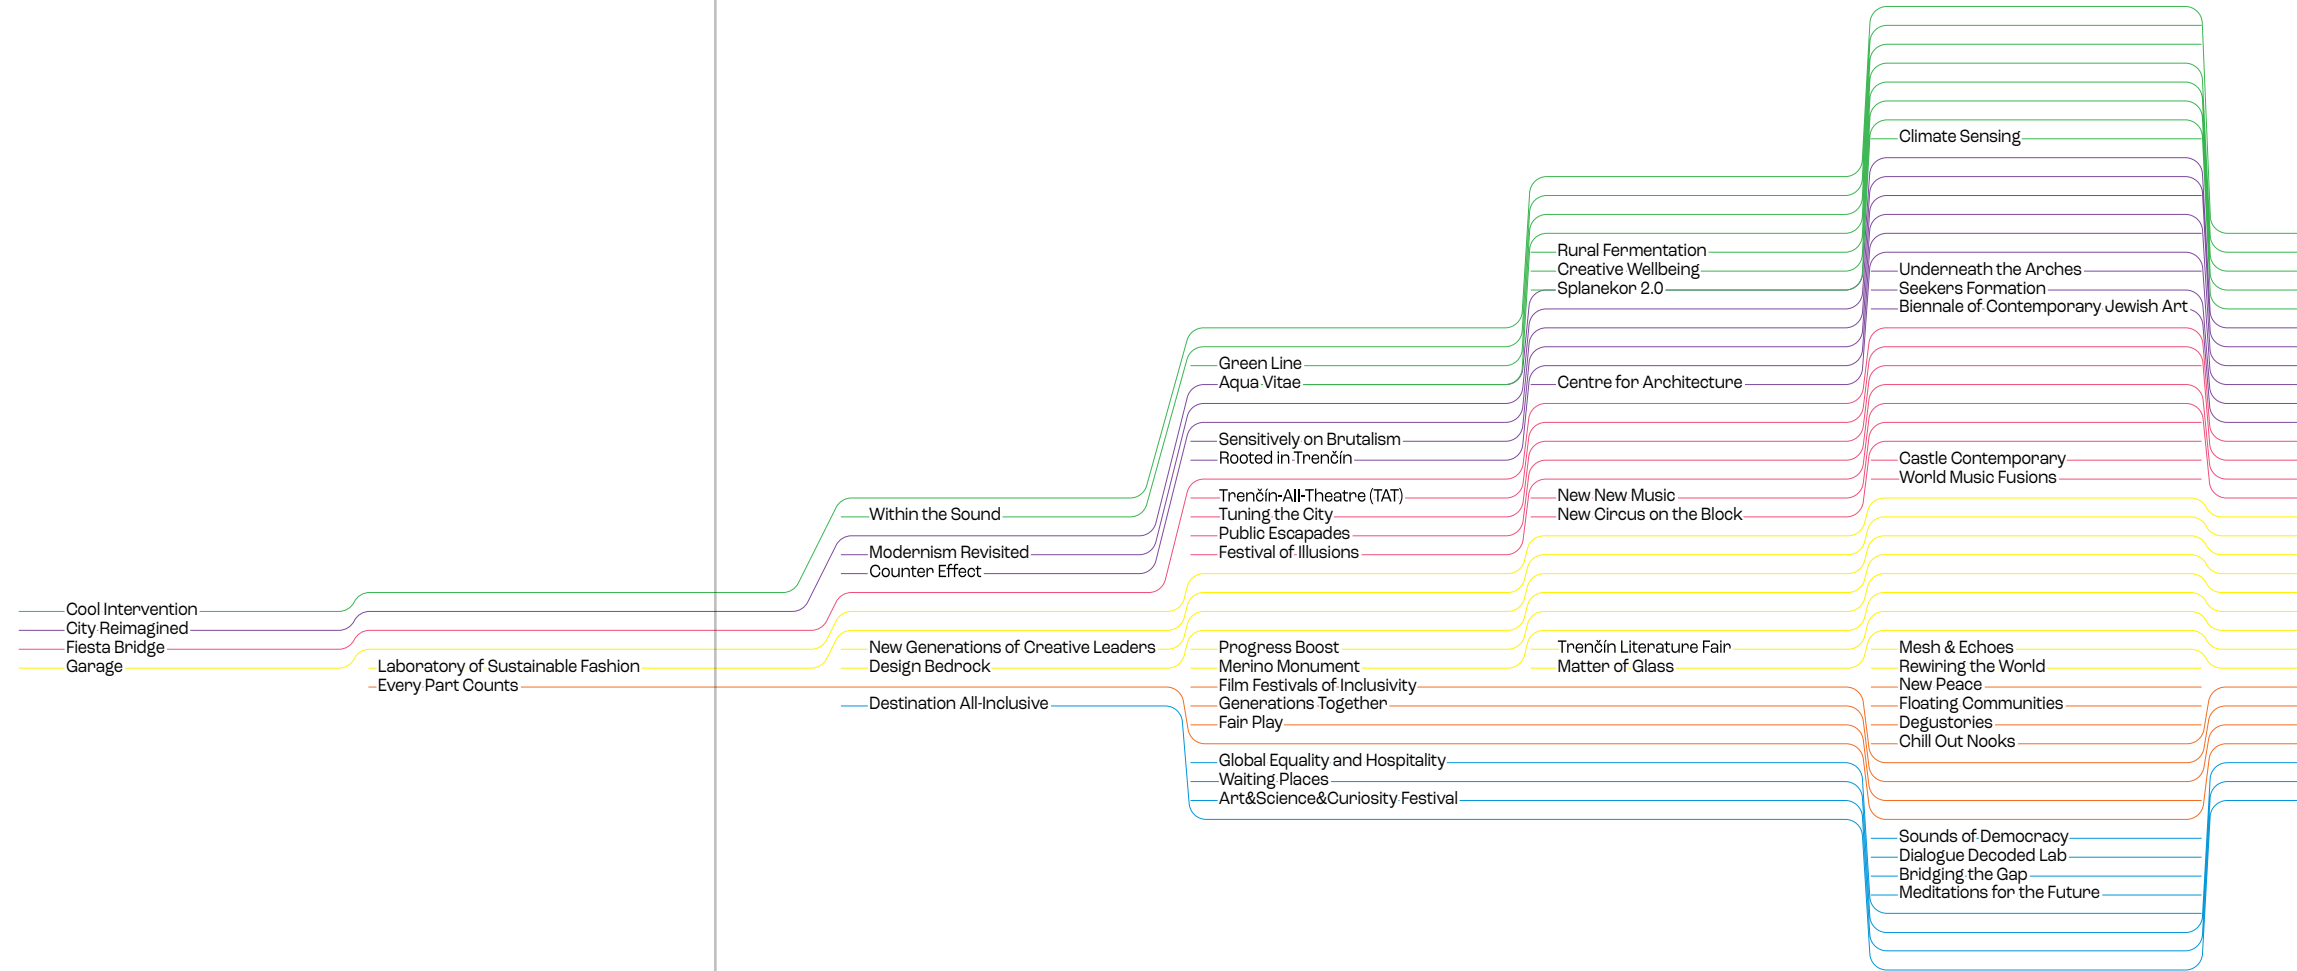 Cool Intervention
City Reimagined
Fiesta Bridge
Garage
Laboratory of Sustainable Fashion
Every Part Counts
Within the Sound
Modernism Revisited
Counter Effect
New Generations of Creative Leaders
Design Bedrock
Destination All-Inclusive
Green Line
Aqua Vitae
Sensitively on Brutalism
Rooted in Trenčín
Trenčín-All-Theatre (TAT)
Tuning the City
Public Escapades
Festival of Illusions
Progress Boost
Merino Monument
Film Festivals of Inclusivity
Generations Together
Fair Play
Global Equality and Hospitality
Waiting Places
Art&Science&Curiosity Festival
Rural Fermentation
Creative Wellbeing
Splanekor 2.0
Centre for Architecture
New New Music
New Circus on the Block
Trenčín Literature Fair
Matter of Glass
Climate Sensing
Underneath the Arches
Seekers Formation
Biennale of Contemporary Jewish Art
Castle Contemporary
World Music Fusions
Mesh & Echoes
Rewiring the World
New Peace
Floating Communities
Degustories
Chill Out Nooks
Sounds of Democracy
Dialogue Decoded Lab
Bridging the Gap
Meditations for the Future